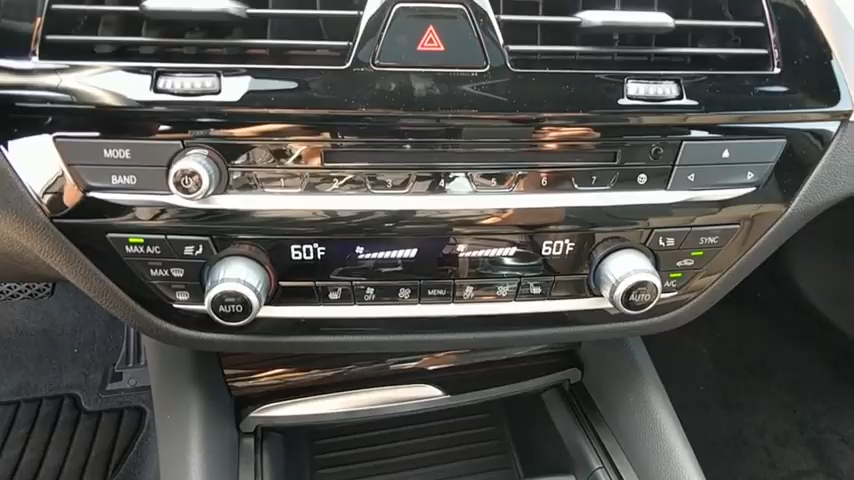 MODE
BAND
1 2 3 4 5 6 7 8
MAX A/C
MAX
60°F
60°F
SYNC
A/C
AUTO
OFF
MENU
OFF
AUTO